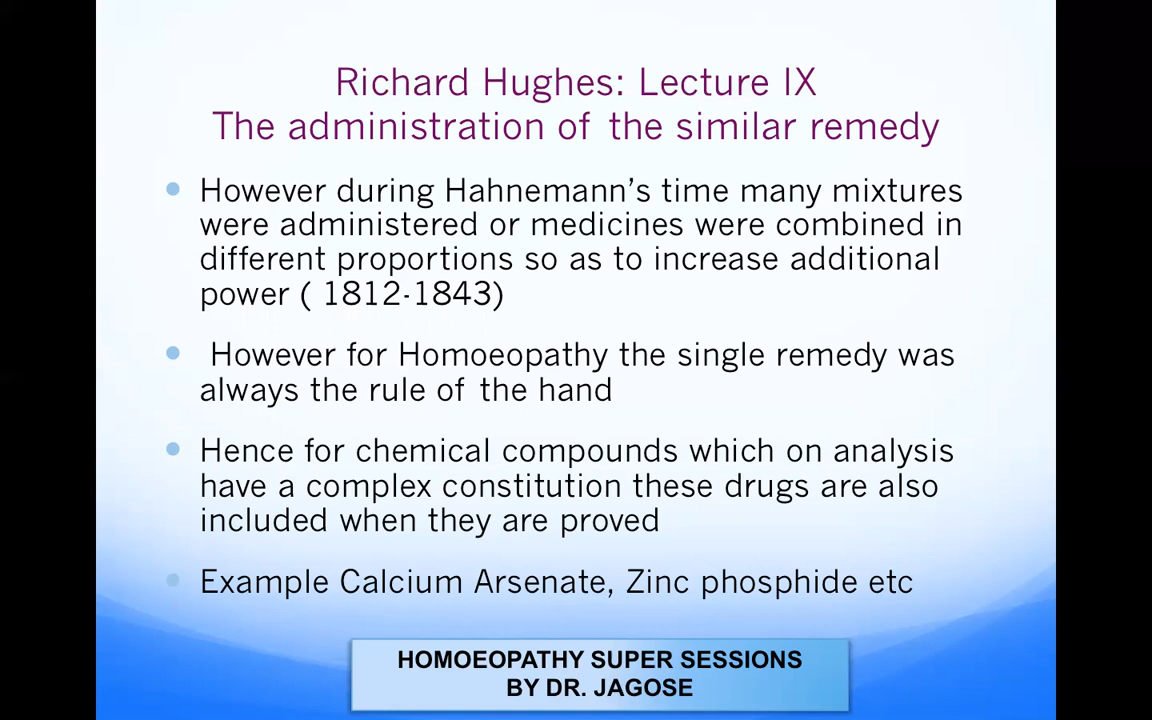 Richard Hughes: Lecture IX
The administration of the similar remedy
However during Hahnemann’s time many mixtures
were administered or medicines were combined in
different proportions so as to increase additional
power ( 1812-1843)
However for Homoeopathy the single remedy was
always the rule of the hand
Hence for chemical compounds which on analysis
have a complex constitution these drugs are also
included when they are proved
Example Calcium Arsenate, Zinc phosphide etc
HOMOEOPATHY SUPER SESSIONS
BY DR. JAGOSE